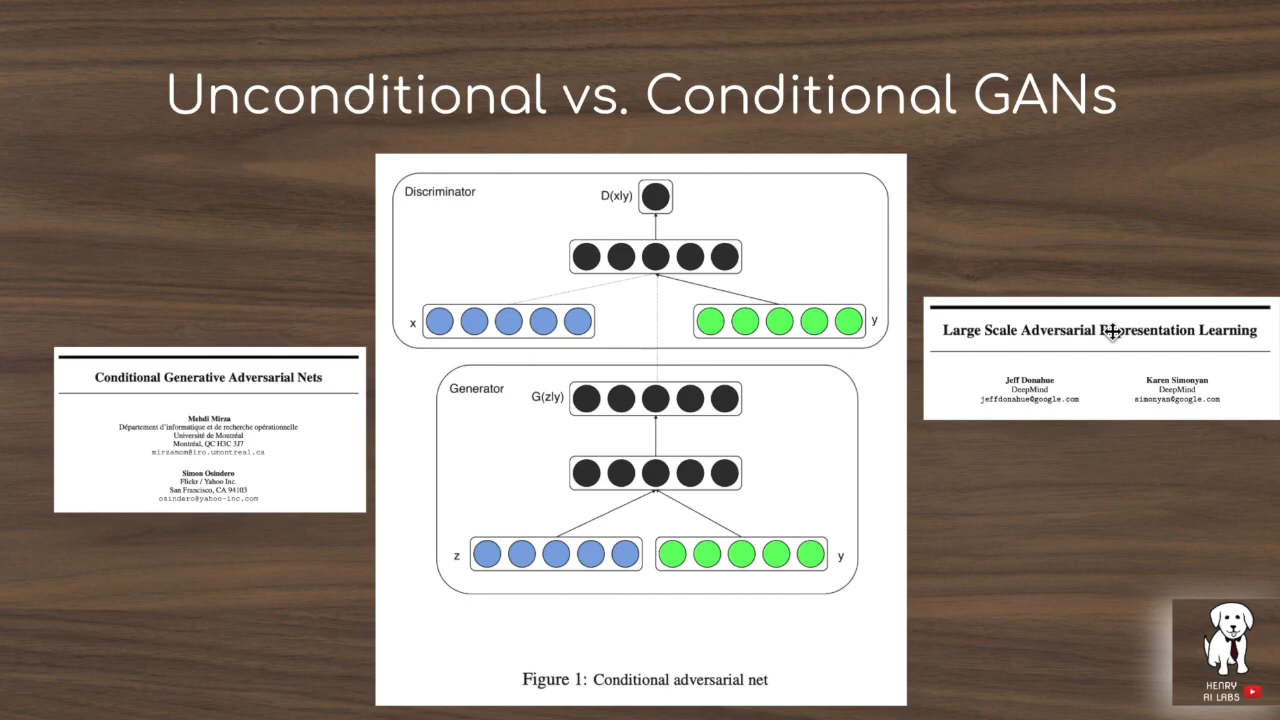 Unconditional vs. Conditional GANs
Discriminator
D(x|y)
x
y
Generator
G(z|y)
z
y
Figure 1: Conditional adversarial net
Conditional Generative Adversarial Nets
Mehdi Mirza
Département d'informatique et de recherche opérationnelle
Université de Montréal
Montréal, QC H3C 3J7
mirzamom@iro.umontreal.ca
Simon Osindero
Flickr / Yahoo Inc.
San Francisco, CA 94103
osindero@yahoo-inc.com
Large Scale Adversarial Representation Learning
Jeff Donahue
DeepMind
jeffdonahue@google.com
Karen Simonyan
DeepMind
simonyan@google.com
HENRY
AI LABS